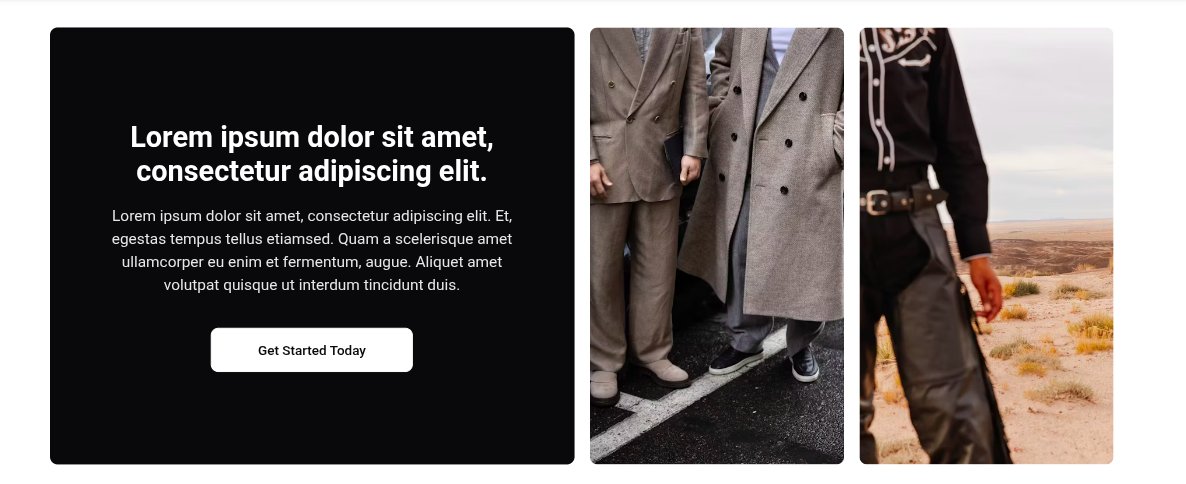 Lorem ipsum dolor sit amet,
consectetur adipiscing elit.
Lorem ipsum dolor sit amet, consectetur adipiscing elit. Et,
egestas tempus tellus etiamsed. Quam a scelerisque amet
ullamcorper eu enim et fermentum, augue. Aliquet amet
volutpat quisque ut interdum tincidunt duis.
Get Started Today